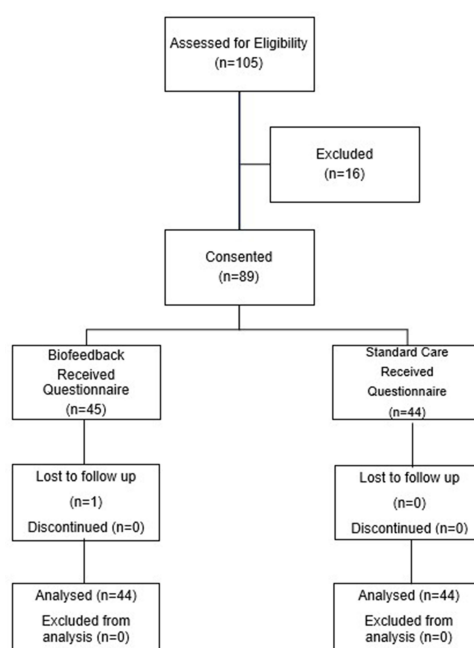 Assessed for Eligibility
(n=105)
Excluded
(n=16)
Consented
(n=89)
Biofeedback
Received
Questionnaire
(n=45)
Standard Care
Received
Questionnaire
(n=44)
Lost to follow up
(n=1)
Discontinued (n=0)
Lost to follow up
(n=0)
Discontinued (n=0)
Analysed (n=44)
Excluded from
analysis (n=0)
Analysed (n=44)
Excluded from
analysis (n=0)